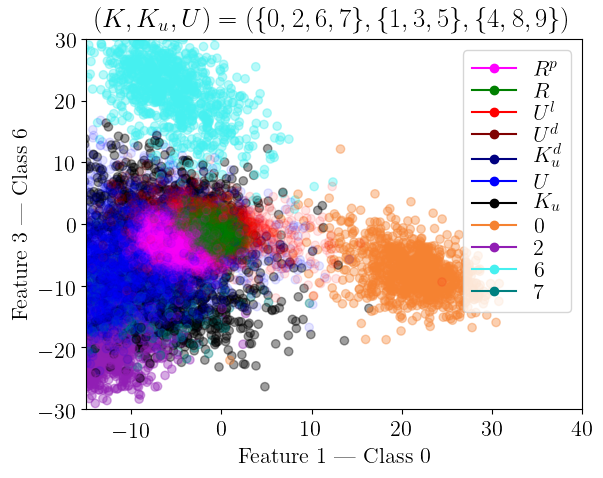 (K, K_u, U) = ({0, 2, 6, 7}, {1, 3, 5}, {4, 8, 9})
30
20
10
0
−10
−20
−30
Feature 3 — Class 6
R^p
R
U^l
U^d
K_u^d
U
K_u
0
2
6
7
−10 0 10 20 30 40
Feature 1 — Class 0